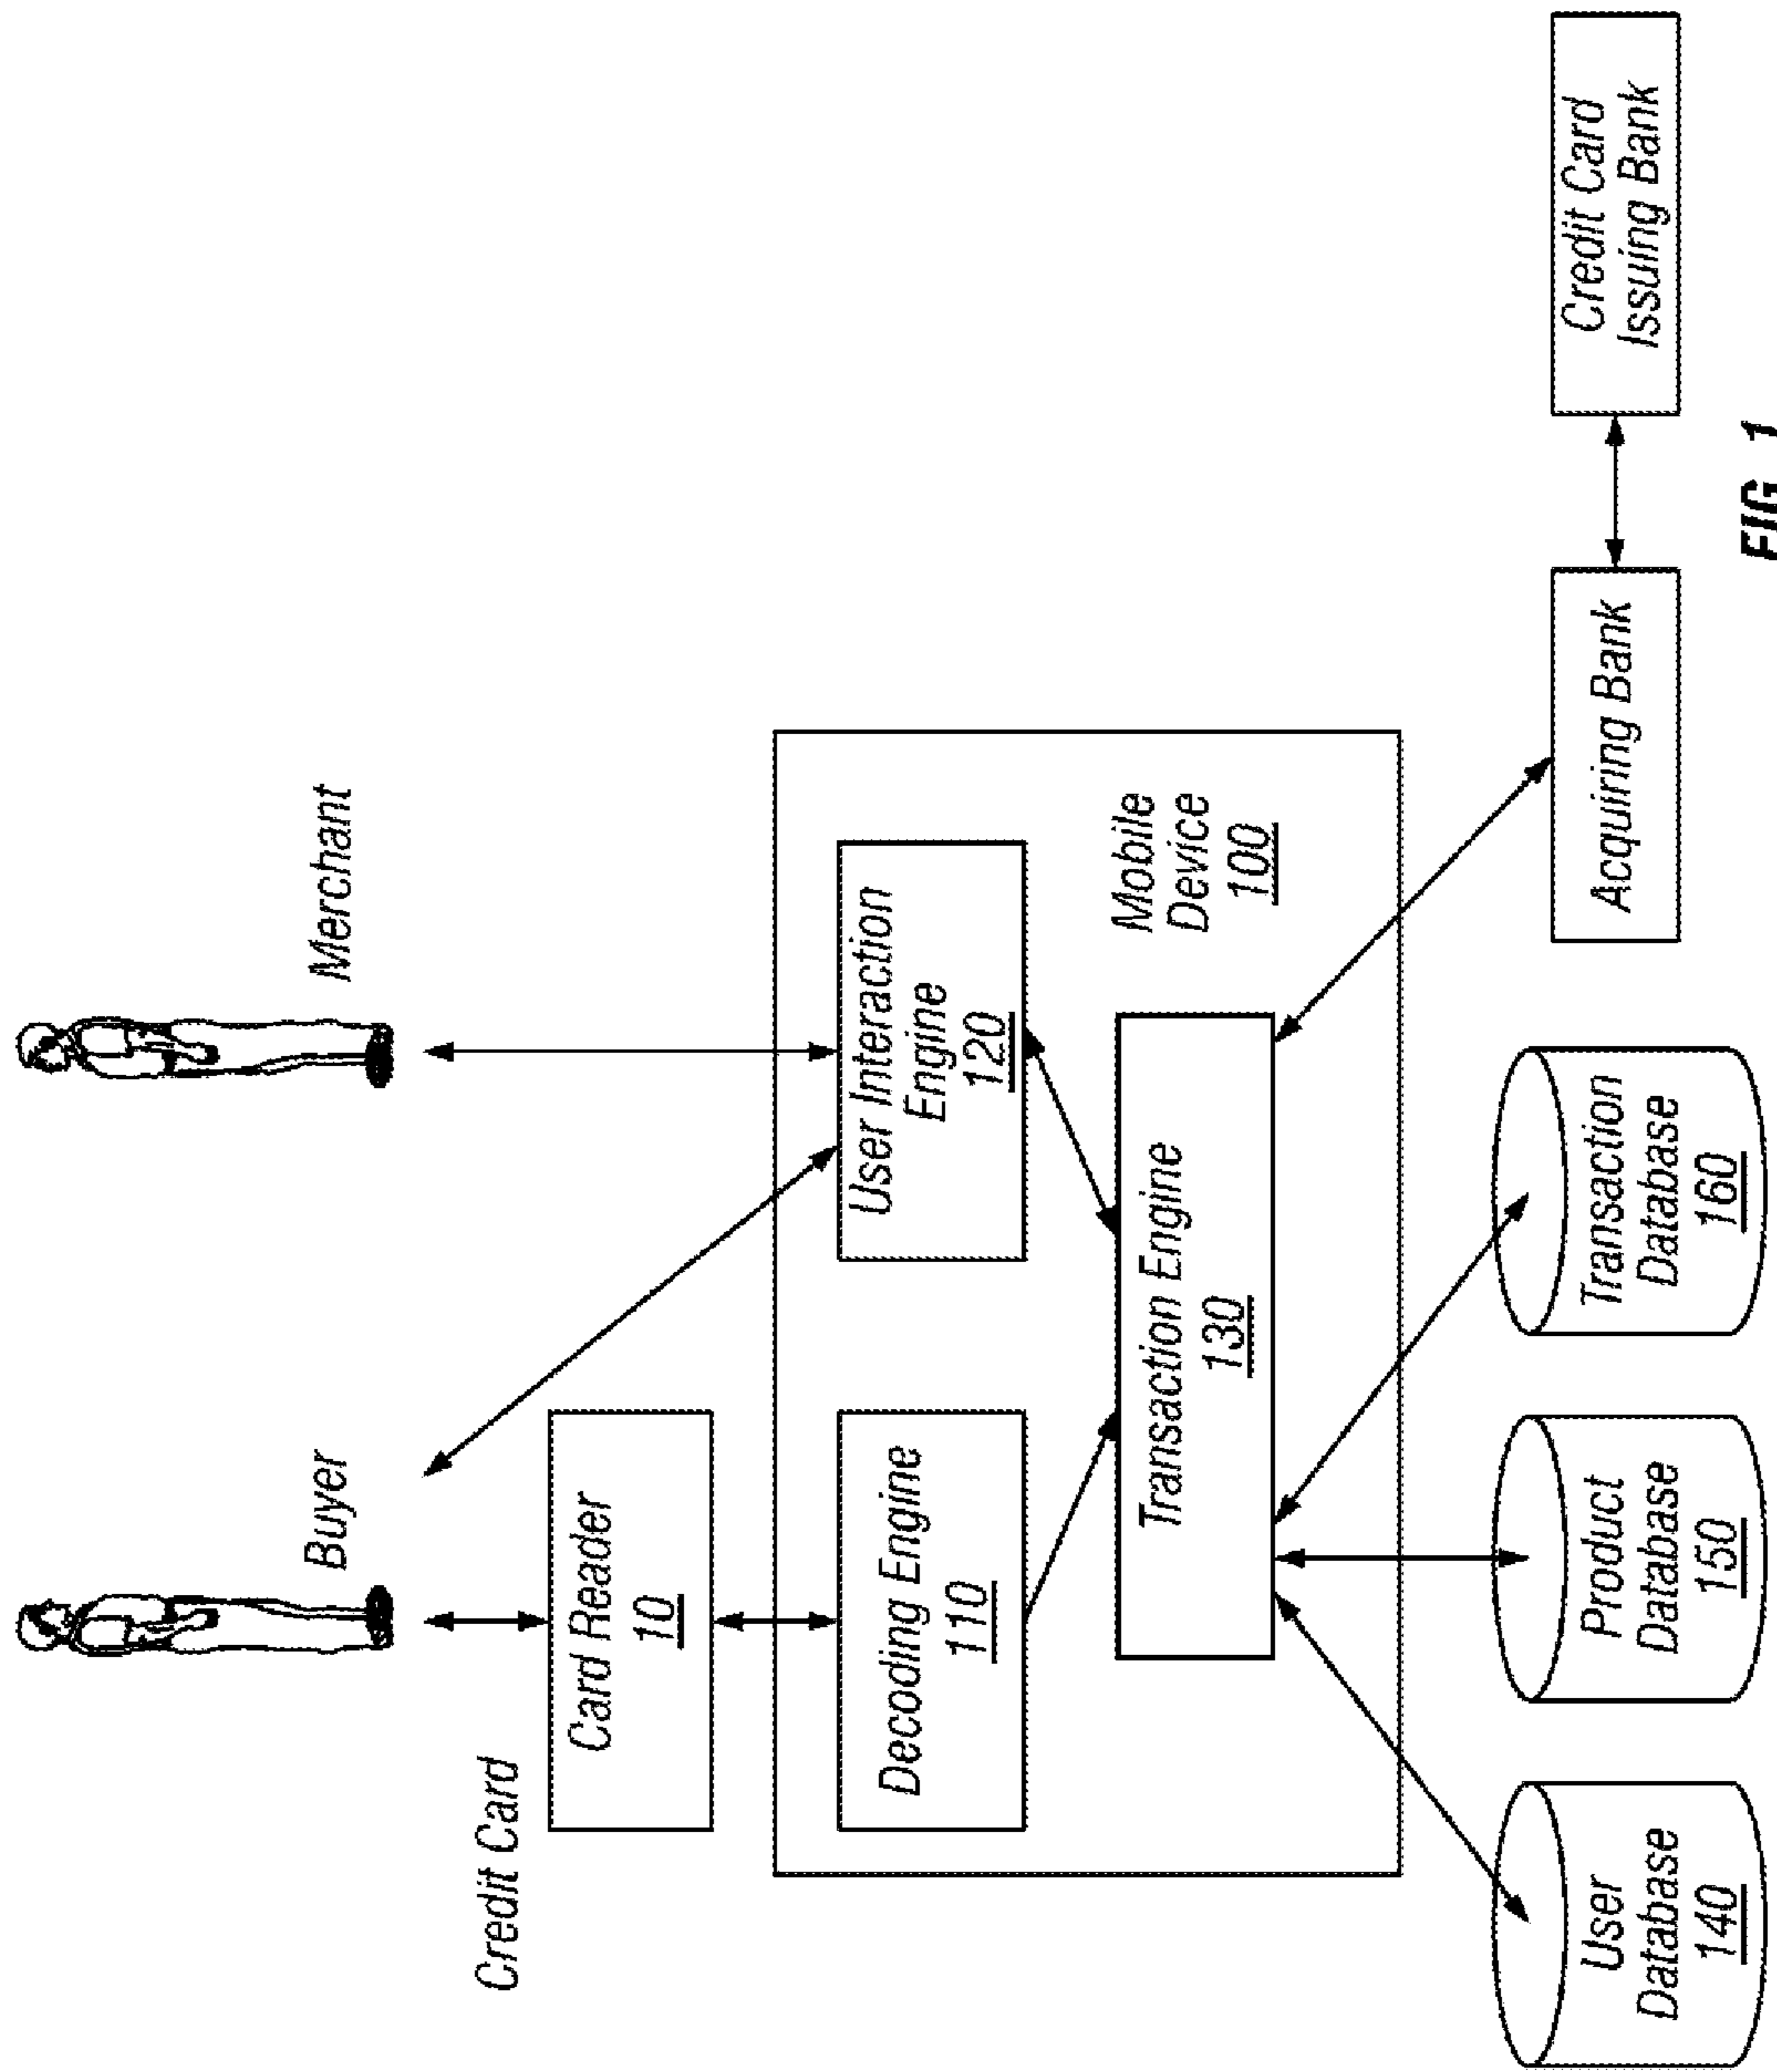 Buyer
Merchant
Credit Card
Card Reader
10
Decoding Engine
110
User Interaction
Engine
120
Transaction Engine
130
Mobile
Device
100
User
Database
140
Product
Database
150
Transaction
Database
160
Acquiring Bank
Credit Card
Issuing Bank
FIG. 1